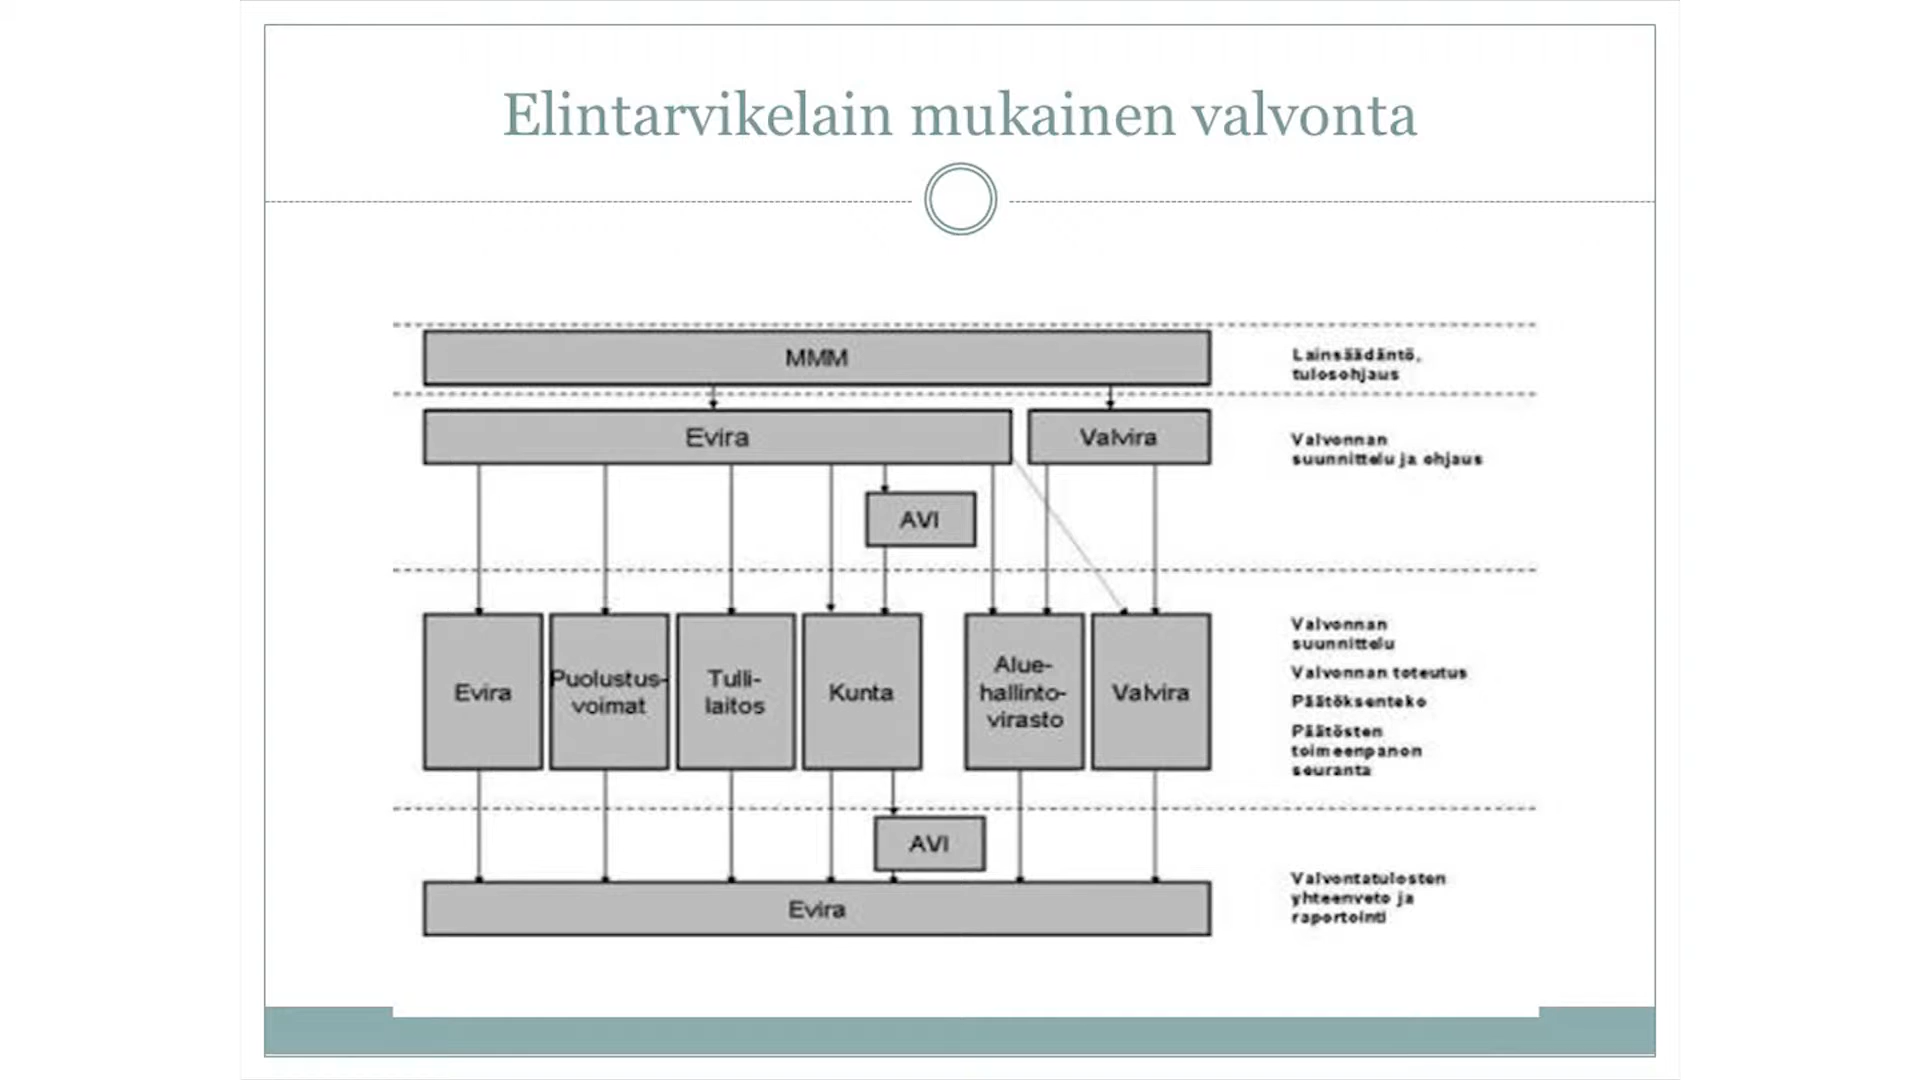 Elintarvikelain mukainen valvonta
MMM
Lainsäädäntö,
tulosohjaus
Evira
Valvira
Valvonnan
suunnittelu ja ohjaus
AVI
Evira
Puolustus-
voimat
Tulli-
laitos
Kunta
Alue-
hallinto-
virasto
Valvira
Valvonnan
suunnittelu
Valvonnan toteutus
Päätöksenteko
Päätösten
toimeenpanon
seuranta
AVI
Evira
Valvontatulosten
yhteenveto ja
raportointi